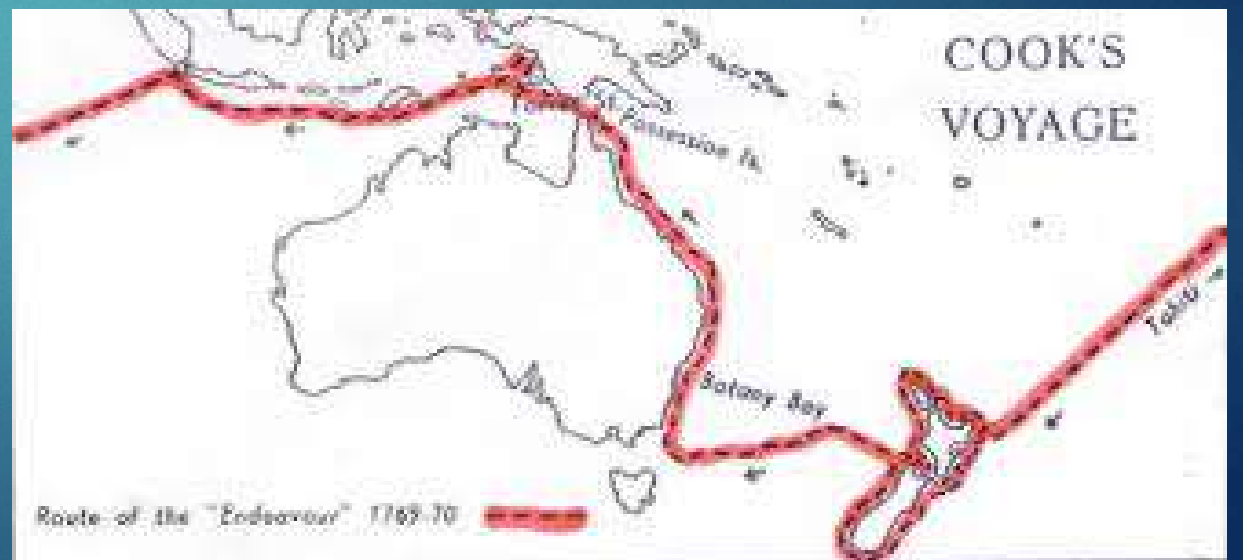 COOK'S
VOYAGE
Possession Is.
Tahiti
Botany Bay
Route of the "Endeavour" 1769-70